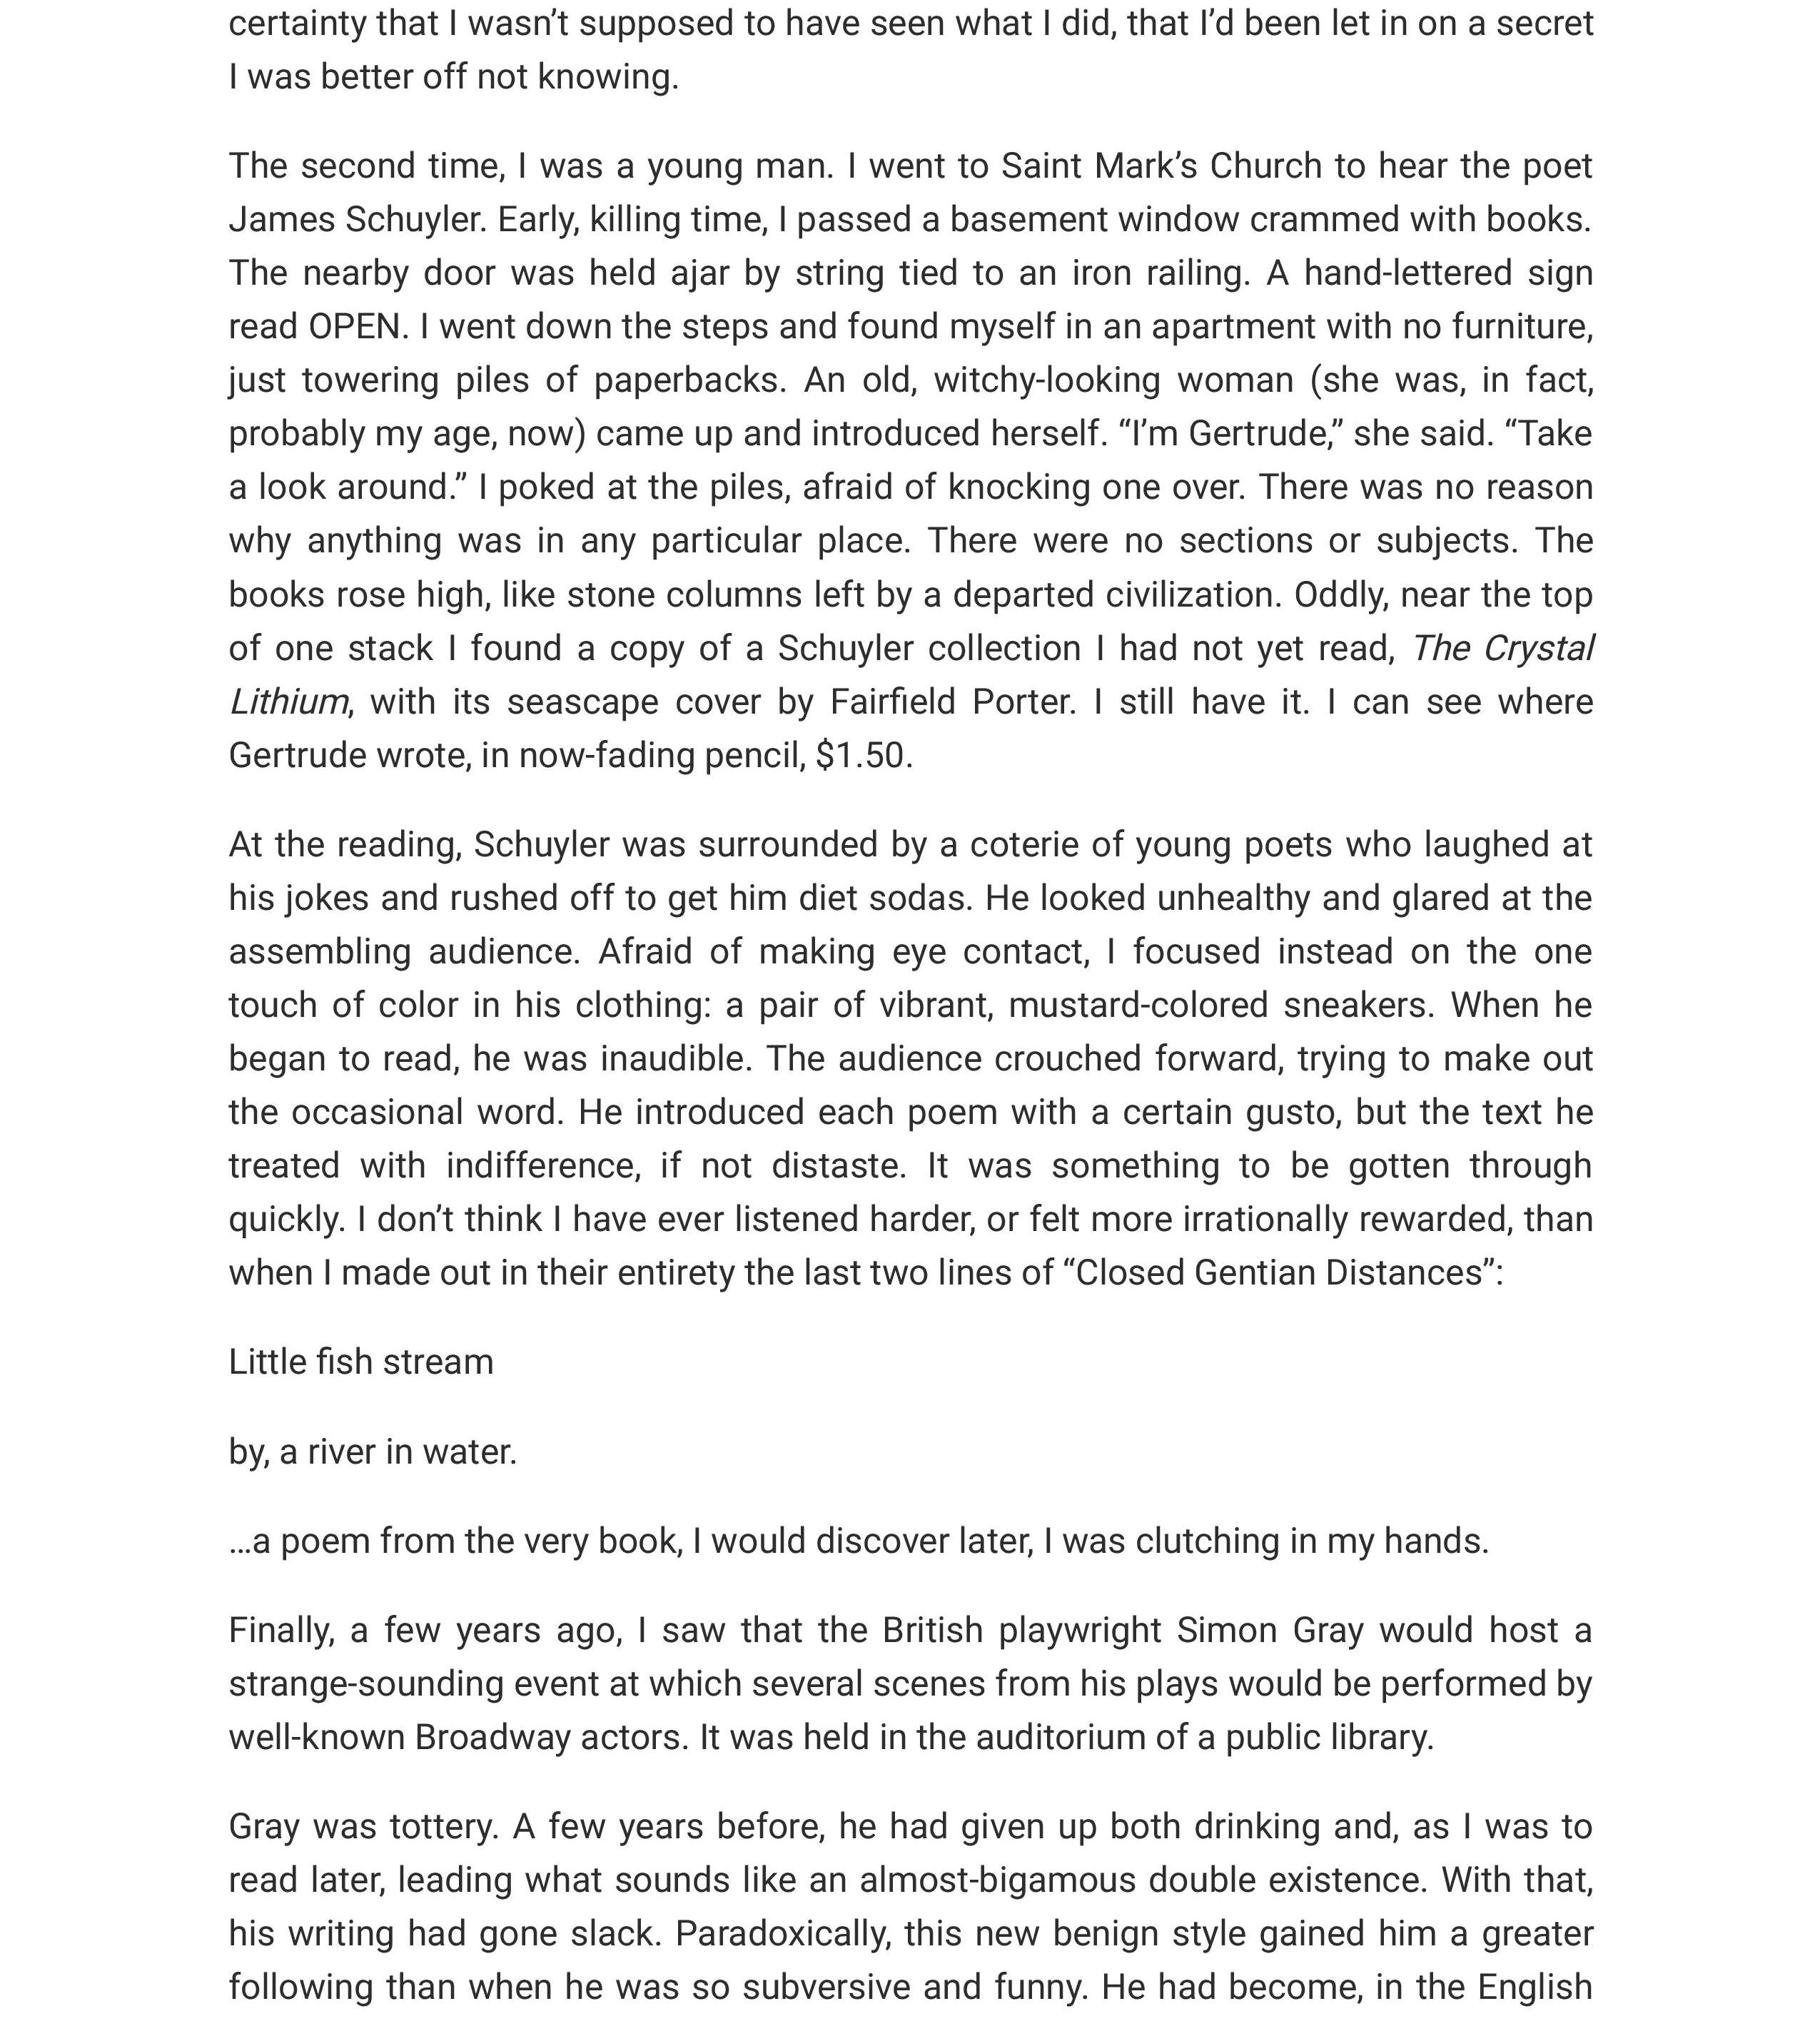 certainty that I wasn’t supposed to have seen what I did, that I’d been let in on a secret
I was better off not knowing.
The second time, I was a young man. I went to Saint Mark’s Church to hear the poet
James Schuyler. Early, killing time, I passed a basement window crammed with books.
The nearby door was held ajar by string tied to an iron railing. A hand-lettered sign
read OPEN. I went down the steps and found myself in an apartment with no furniture,
just towering piles of paperbacks. An old, witchy-looking woman (she was, in fact,
probably my age, now) came up and introduced herself. “I’m Gertrude,” she said. “Take
a look around.” I poked at the piles, afraid of knocking one over. There was no reason
why anything was in any particular place. There were no sections or subjects. The
books rose high, like stone columns left by a departed civilization. Oddly, near the top
of one stack I found a copy of a Schuyler collection I had not yet read, The Crystal
Lithium, with its seascape cover by Fairfield Porter. I still have it. I can see where
Gertrude wrote, in now-fading pencil, $1.50.
At the reading, Schuyler was surrounded by a coterie of young poets who laughed at
his jokes and rushed off to get him diet sodas. He looked unhealthy and glared at the
assembling audience. Afraid of making eye contact, I focused instead on the one
touch of color in his clothing: a pair of vibrant, mustard-colored sneakers. When he
began to read, he was inaudible. The audience crouched forward, trying to make out
the occasional word. He introduced each poem with a certain gusto, but the text he
treated with indifference, if not distaste. It was something to be gotten through
quickly. I don’t think I have ever listened harder, or felt more irrationally rewarded, than
when I made out in their entirety the last two lines of “Closed Gentian Distances”:
Little fish stream
by, a river in water.
…a poem from the very book, I would discover later, I was clutching in my hands.
Finally, a few years ago, I saw that the British playwright Simon Gray would host a
strange-sounding event at which several scenes from his plays would be performed by
well-known Broadway actors. It was held in the auditorium of a public library.
Gray was tottery. A few years before, he had given up both drinking and, as I was to
read later, leading what sounds like an almost-bigamous double existence. With that,
his writing had gone slack. Paradoxically, this new benign style gained him a greater
following than when he was so subversive and funny. He had become, in the English